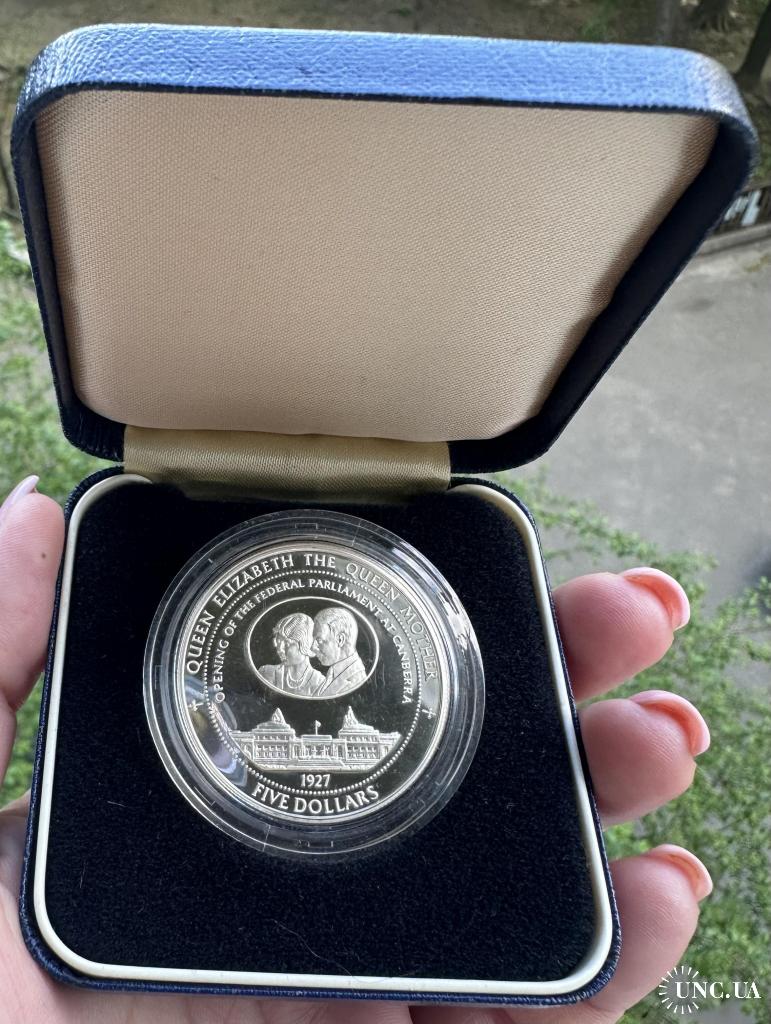 QUEEN ELIZABETH THE QUEEN MOTHER
OPENING OF THE FEDERAL PARLIAMENT AT CANBERRA
1927
FIVE DOLLARS
UNC.UA